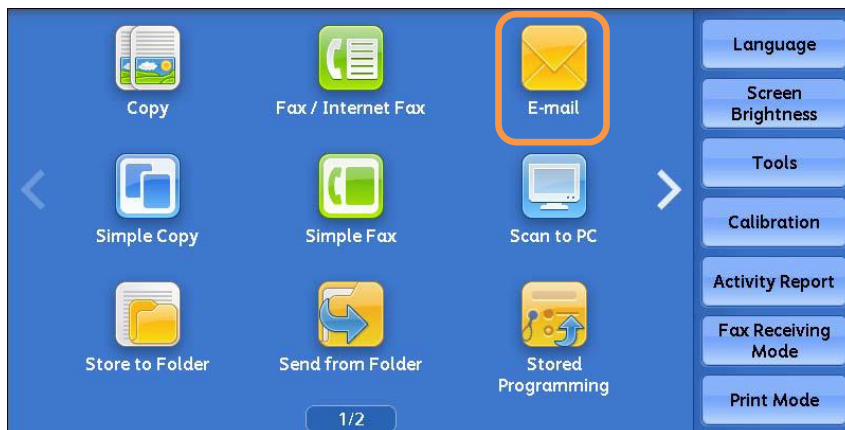 Copy
Fax / Internet Fax
E-mail
Simple Copy
Simple Fax
Scan to PC
Store to Folder
Send from Folder
Stored
Programming
1/2
Language
Screen
Brightness
Tools
Calibration
Activity Report
Fax Receiving
Mode
Print Mode